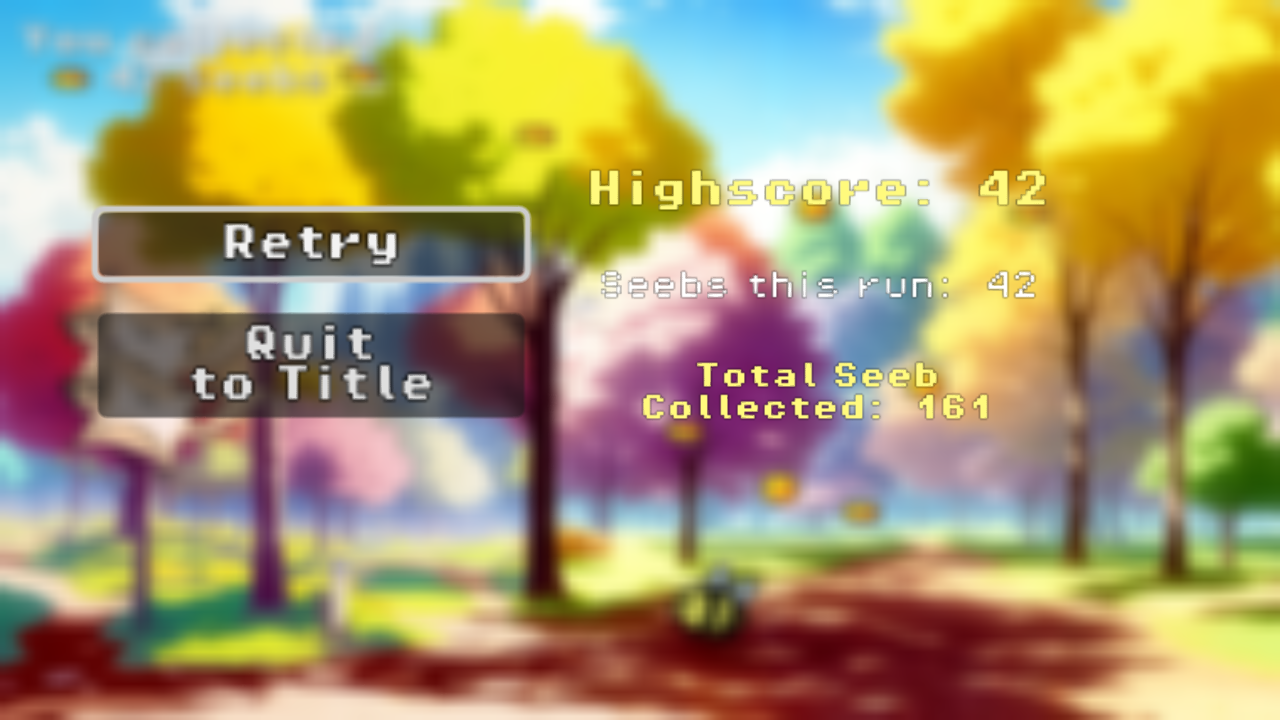 Retry
Quit
to Title
Highscore: 42
Seebs this run: 42
Total Seeb
Collected: 161